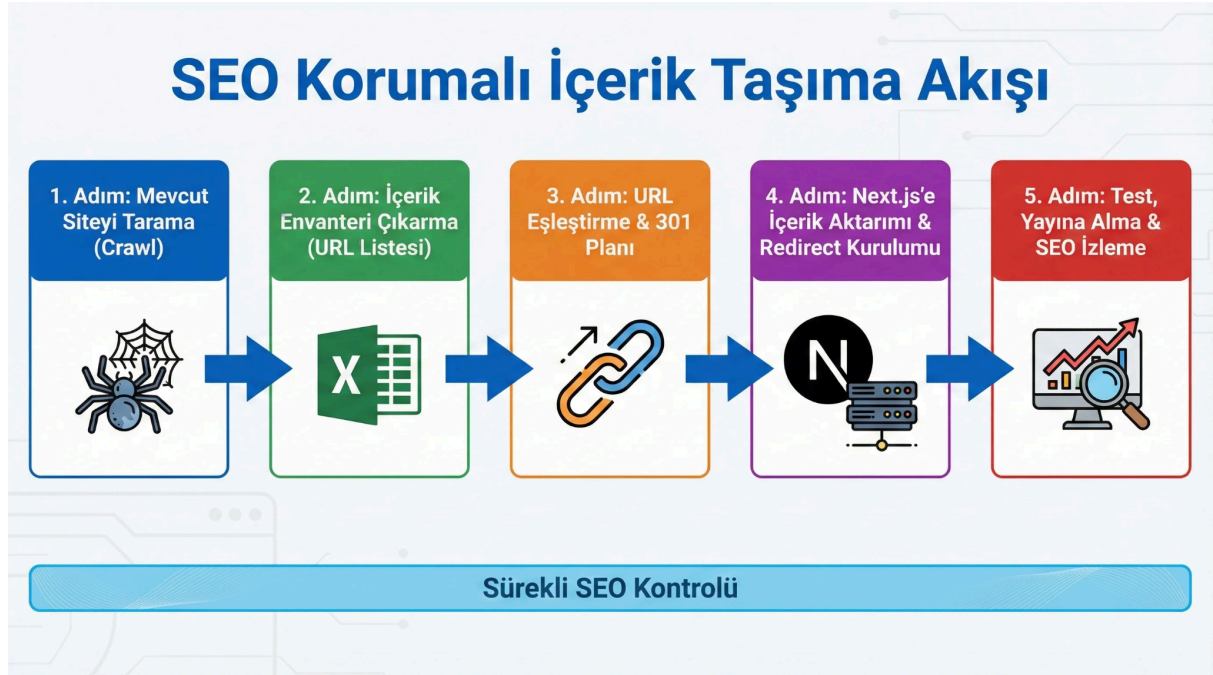 SEO Korumalı İçerik Taşıma Akışı
1. Adım: Mevcut
Siteyi Tarama
(Crawl)
2. Adım: İçerik
Envanteri Çıkarma
(URL Listesi)
3. Adım: URL
Eşleştirme & 301
Planı
4. Adım: Next.js’e
İçerik Aktarımı &
Redirect Kurulumu
5. Adım: Test,
Yayına Alma &
SEO İzleme
X
N
Sürekli SEO Kontrolü